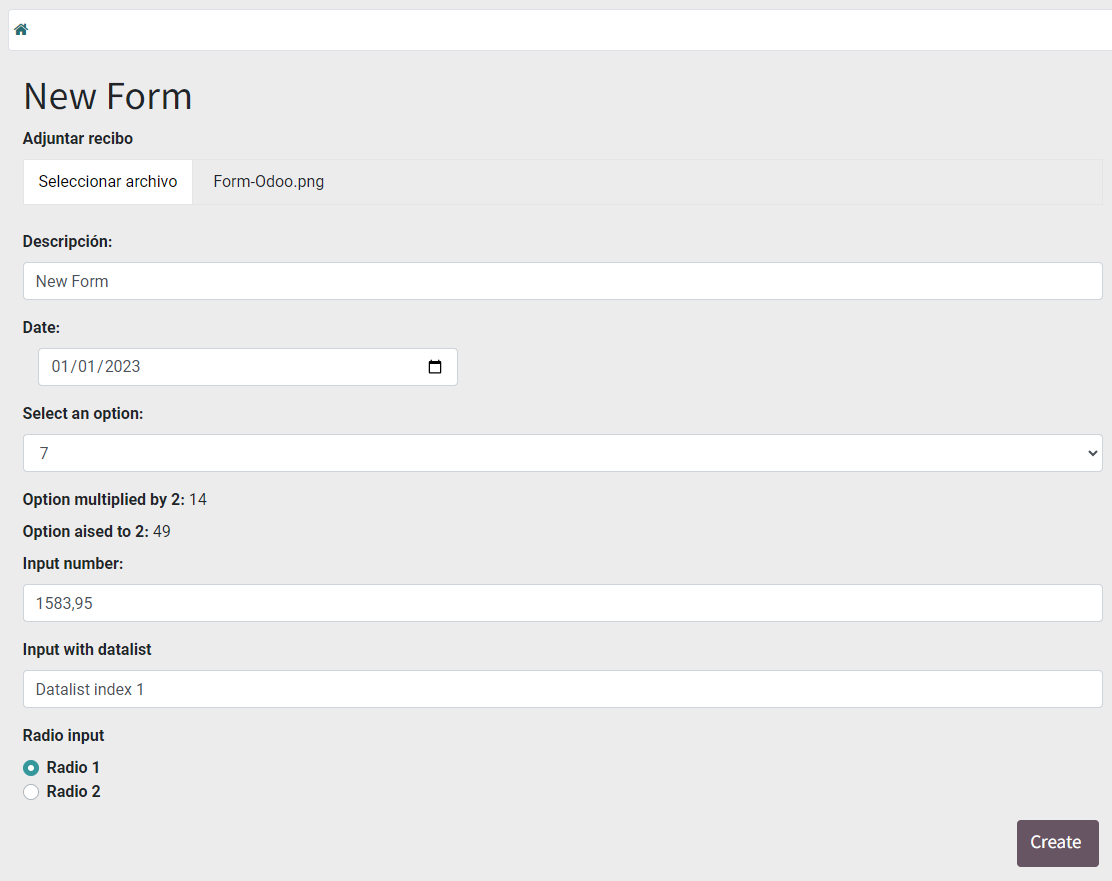 New Form
Adjuntar recibo
Seleccionar archivo Form-Odoo.png
Descripción:
New Form
Date:
01/01/2023
Select an option:
7
Option multiplied by 2: 14
Option aised to 2: 49
Input number:
1583,95
Input with datalist
Datalist index 1
Radio input
Radio 1
Radio 2
Create